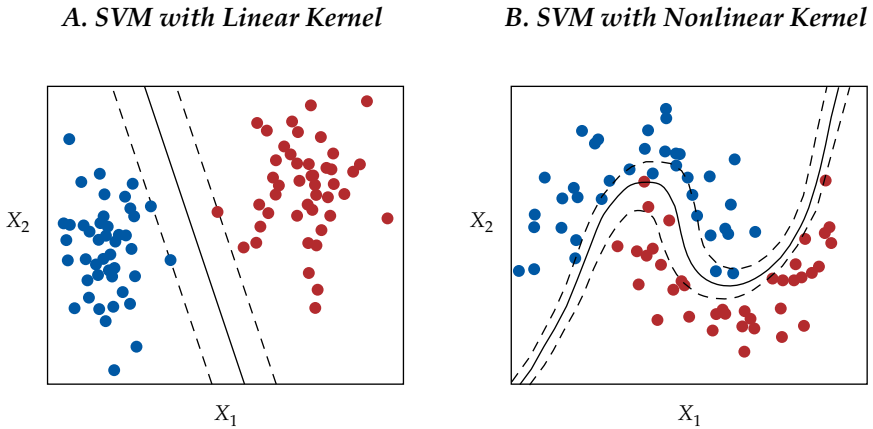 A. SVM with Linear Kernel
B. SVM with Nonlinear Kernel
X2
X1
X2
X1